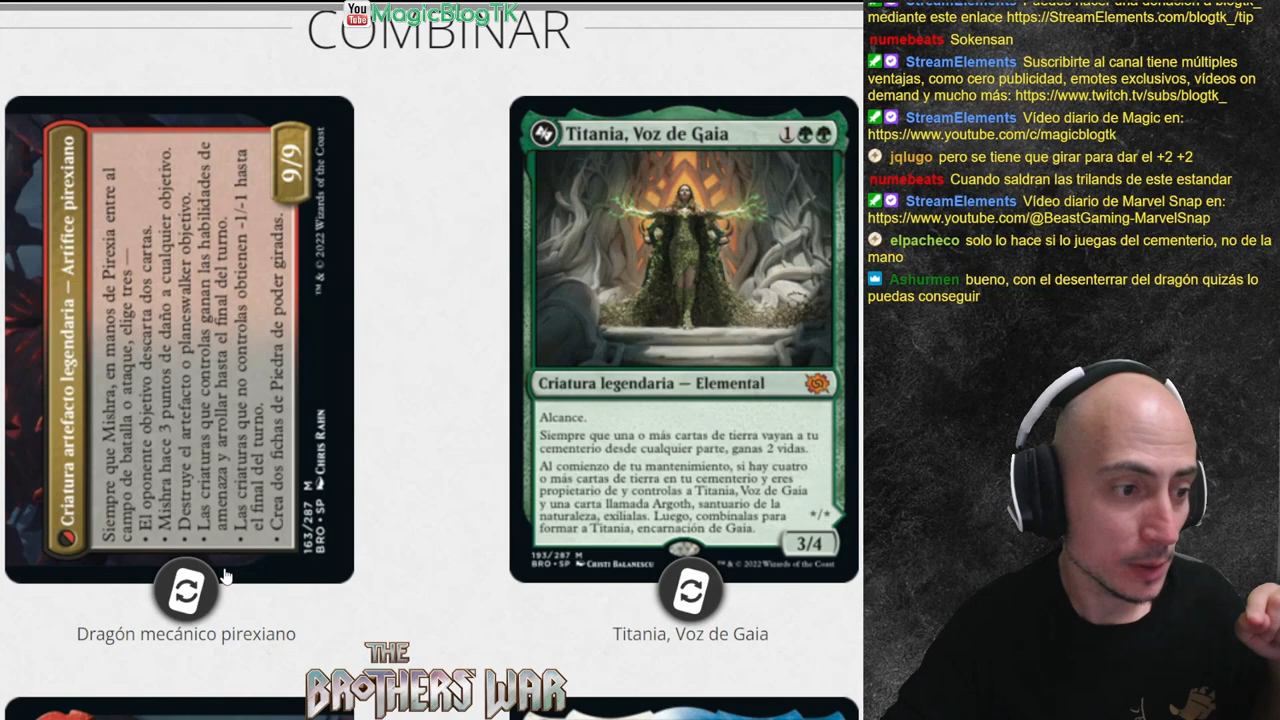 COMBINAR
You Tube MagicBlogTK
Criatura artefacto legendaria — Artífice pirexiano
Siempre que Mishra, en manos de Pirexia entre al
campo de batalla o ataque, elige tres —
• El oponente objetivo descarta dos cartas.
• Mishra hace 3 puntos de daño a cualquier objetivo.
• Destruye el artefacto o planeswalker objetivo.
• Las criaturas que controlas ganan las habilidades de
amenaza y arrollar hasta el final del turno.
• Las criaturas que no controlas obtienen -1/-1 hasta
el final del turno.
• Crea dos fichas de Piedra de poder giradas.
9/9
163/287 M
BRO • SP CHRIS RAHN
™ & © 2022 Wizards of the Coast
Dragón mecánico pirexiano
Titania, Voz de Gaia 1
Criatura legendaria — Elemental
Alcance.
Siempre que una o más cartas de tierra vayan a tu
cementerio desde cualquier parte, ganas 2 vidas.
Al comienzo de tu mantenimiento, si hay cuatro
o más cartas de tierra en tu cementerio y eres
propietario de y controlas a Titania, Voz de Gaia
y una carta llamada Argoth, santuario de la
naturaleza, exílialas. Luego, combínalas para
formar a Titania, encarnación de Gaia.
*/*
3/4
193/287 M
BRO • SP CRISTI BALANESCU
™ & © 2022 Wizards of the Coast
Titania, Voz de Gaia
THE
BROTHERS' WAR
mediante este enlace https://StreamElements.com/blogtk_/tip
numebeats Sokensan
StreamElements Suscribirte al canal tiene múltiples
ventajas, como cero publicidad, emotes exclusivos, vídeos on
demand y mucho más: https://www.twitch.tv/subs/blogtk_
StreamElements Vídeo diario de Magic en:
https://www.youtube.com/c/magicblogtk
jqlugo pero se tiene que girar para dar el +2 +2
numebeats Cuando saldran las trilands de este estandar
StreamElements Vídeo diario de Marvel Snap en:
https://www.youtube.com/@BeastGaming-MarvelSnap
elpacheco solo lo hace si lo juegas del cementerio, no de la
mano
Ashurmen bueno, con el desenterrar del dragón quizás lo
puedas conseguir